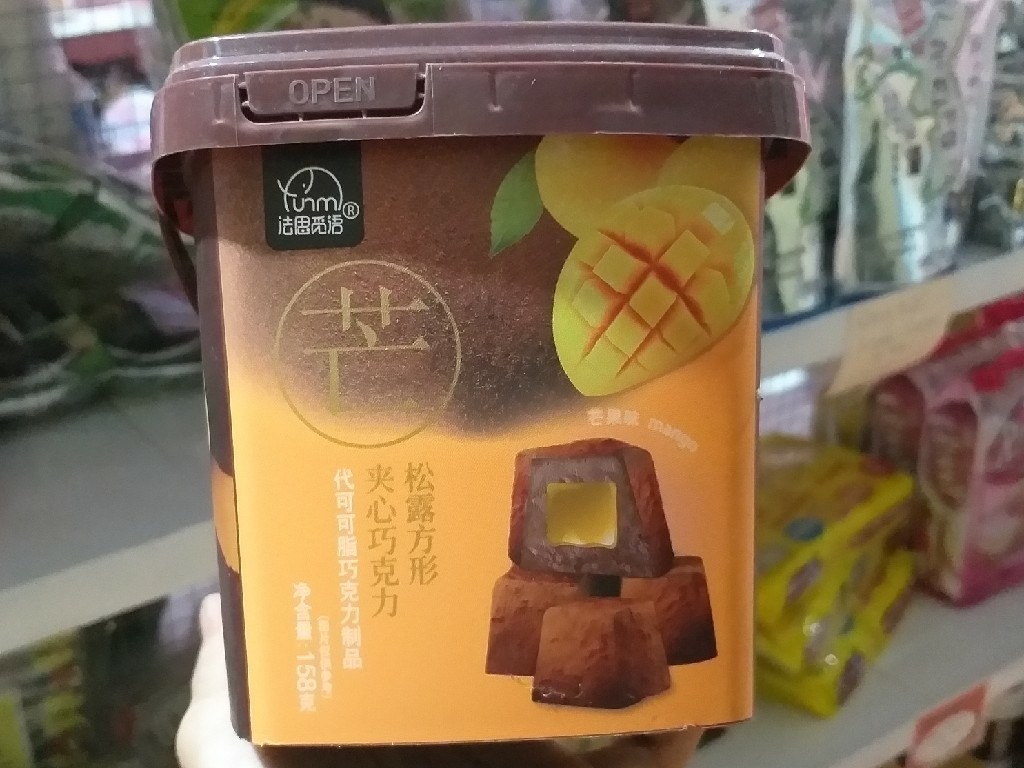 OPEN
yunm®
法思觅语
芒
芒果味 mango
松露方形
夹心巧克力
代可可脂巧克力制品
净含量 158克